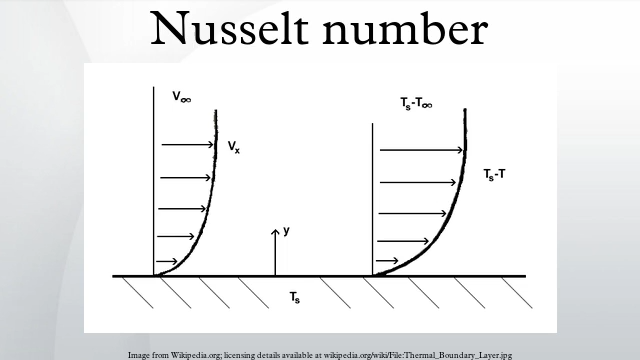 Nusselt number
V∞
Vx
Ts-T∞
Ts-T
y
Ts
Image from Wikipedia.org; licensing details available at wikipedia.org/wiki/File:Thermal_Boundary_Layer.jpg